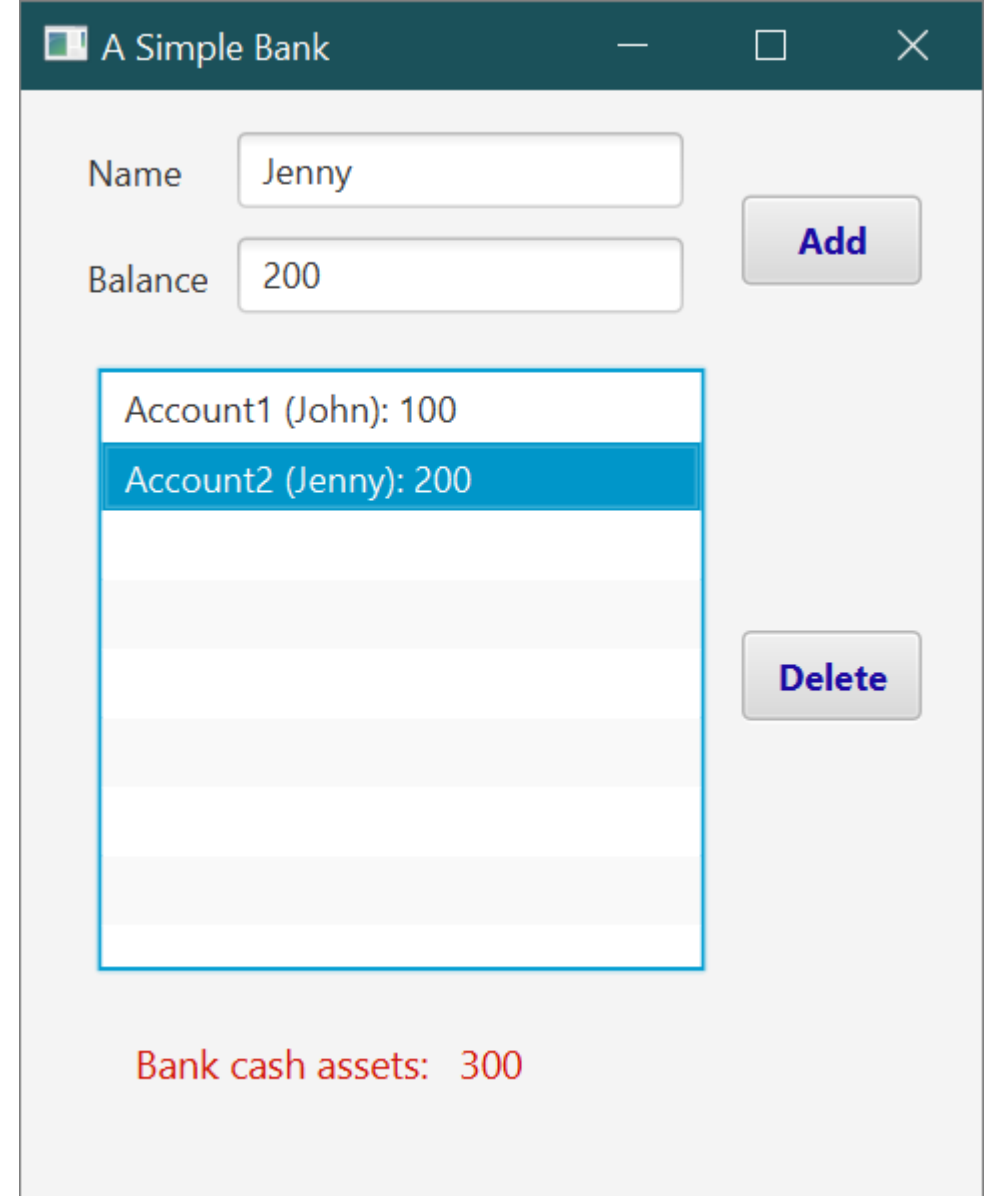 A Simple Bank
Name Jenny
Add
Balance 200
Account1 (John): 100
Account2 (Jenny): 200
Delete
Bank cash assets: 300